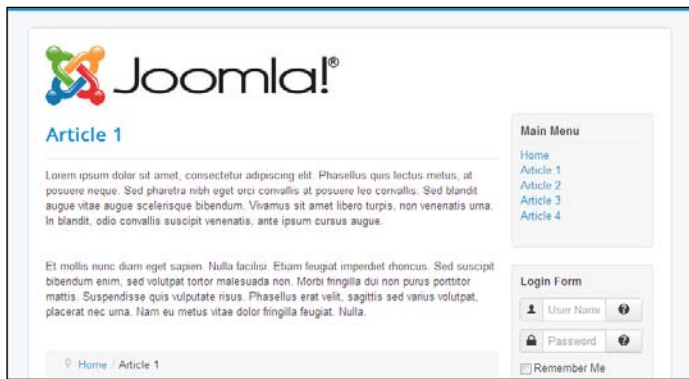 Joomla!®
Article 1
Lorem ipsum dolor sit amet, consectetur adipiscing elit. Phasellus quis lectus metus, at
posuere neque. Sed pharetra nibh eget orci convallis at posuere leo convallis. Sed blandit
augue vitae augue scelerisque bibendum. Vivamus sit amet libero turpis, non venenatis urna.
In blandit, odio convallis suscipit venenatis, ante ipsum cursus augue.
Et mollis nunc diam eget sapien. Nulla facilisi. Etiam feugiat imperdiet rhoncus. Sed suscipit
bibendum enim, sed volutpat tortor malesuada non. Morbi fringilla dui non purus porttitor
mattis. Suspendisse quis vulputate risus. Phasellus erat velit, sagittis sed varius volutpat,
placerat nec urna. Nam eu metus vitae dolor fringilla feugiat. Nulla.
Home / Article 1
Main Menu
Home
Article 1
Article 2
Article 3
Article 4
Login Form
User Name
Password
Remember Me